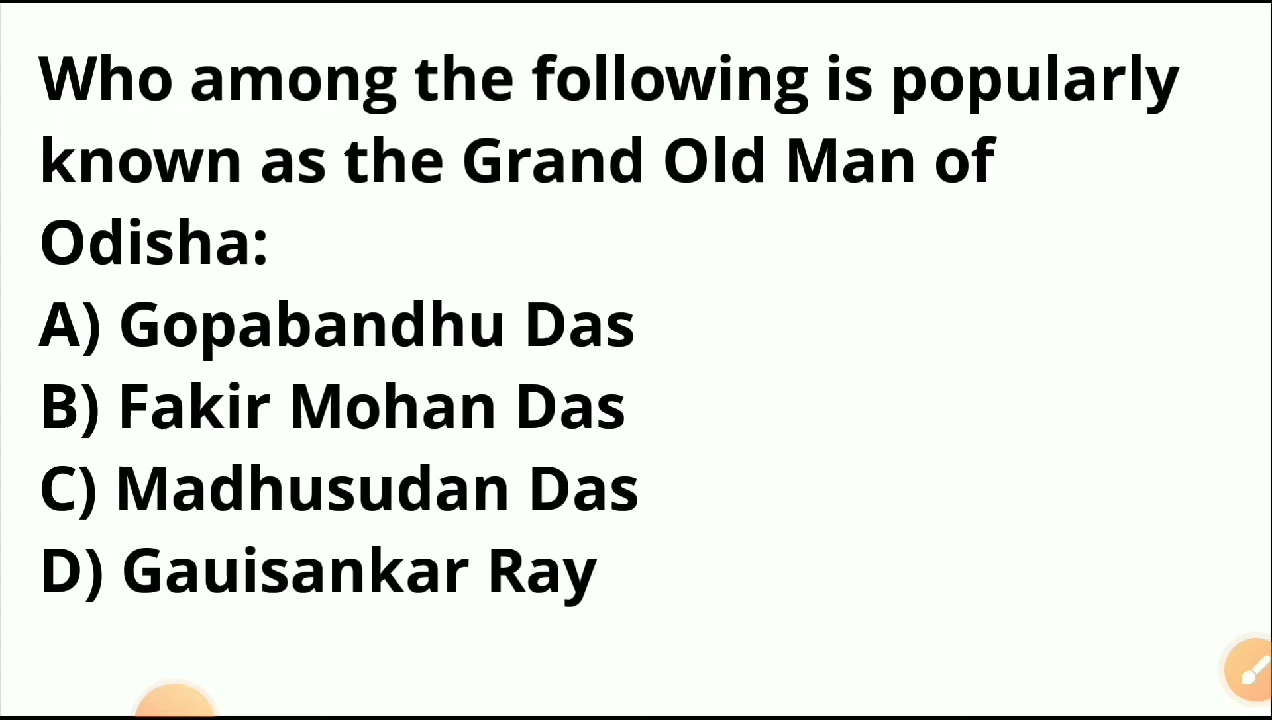 Who among the following is popularly
known as the Grand Old Man of
Odisha:
A) Gopabandhu Das
B) Fakir Mohan Das
C) Madhusudan Das
D) Gauisankar Ray